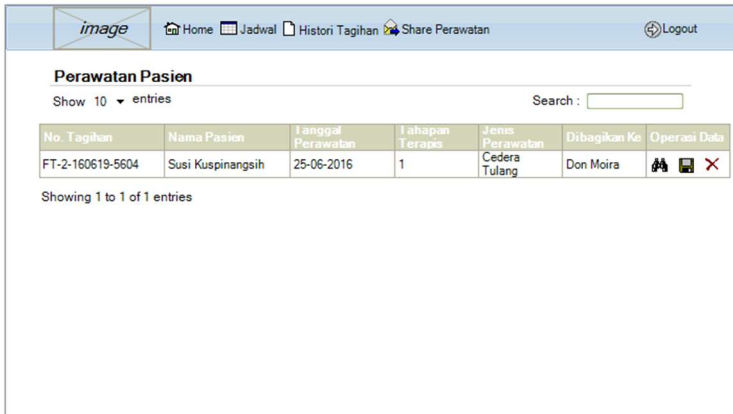 image Home Jadwal Histori Tagihan Share Perawatan Logout
Perawatan Pasien
Show 10 entries Search :
No. Tagihan Nama Pasien Tanggal Perawatan Tahapan Terapis Jenis Perawatan Dibagikan Ke Operasi Data
FT-2-160619-5604 Susi Kuspinangsih 25-06-2016 1 Cedera Tulang Don Moira
Showing 1 to 1 of 1 entries